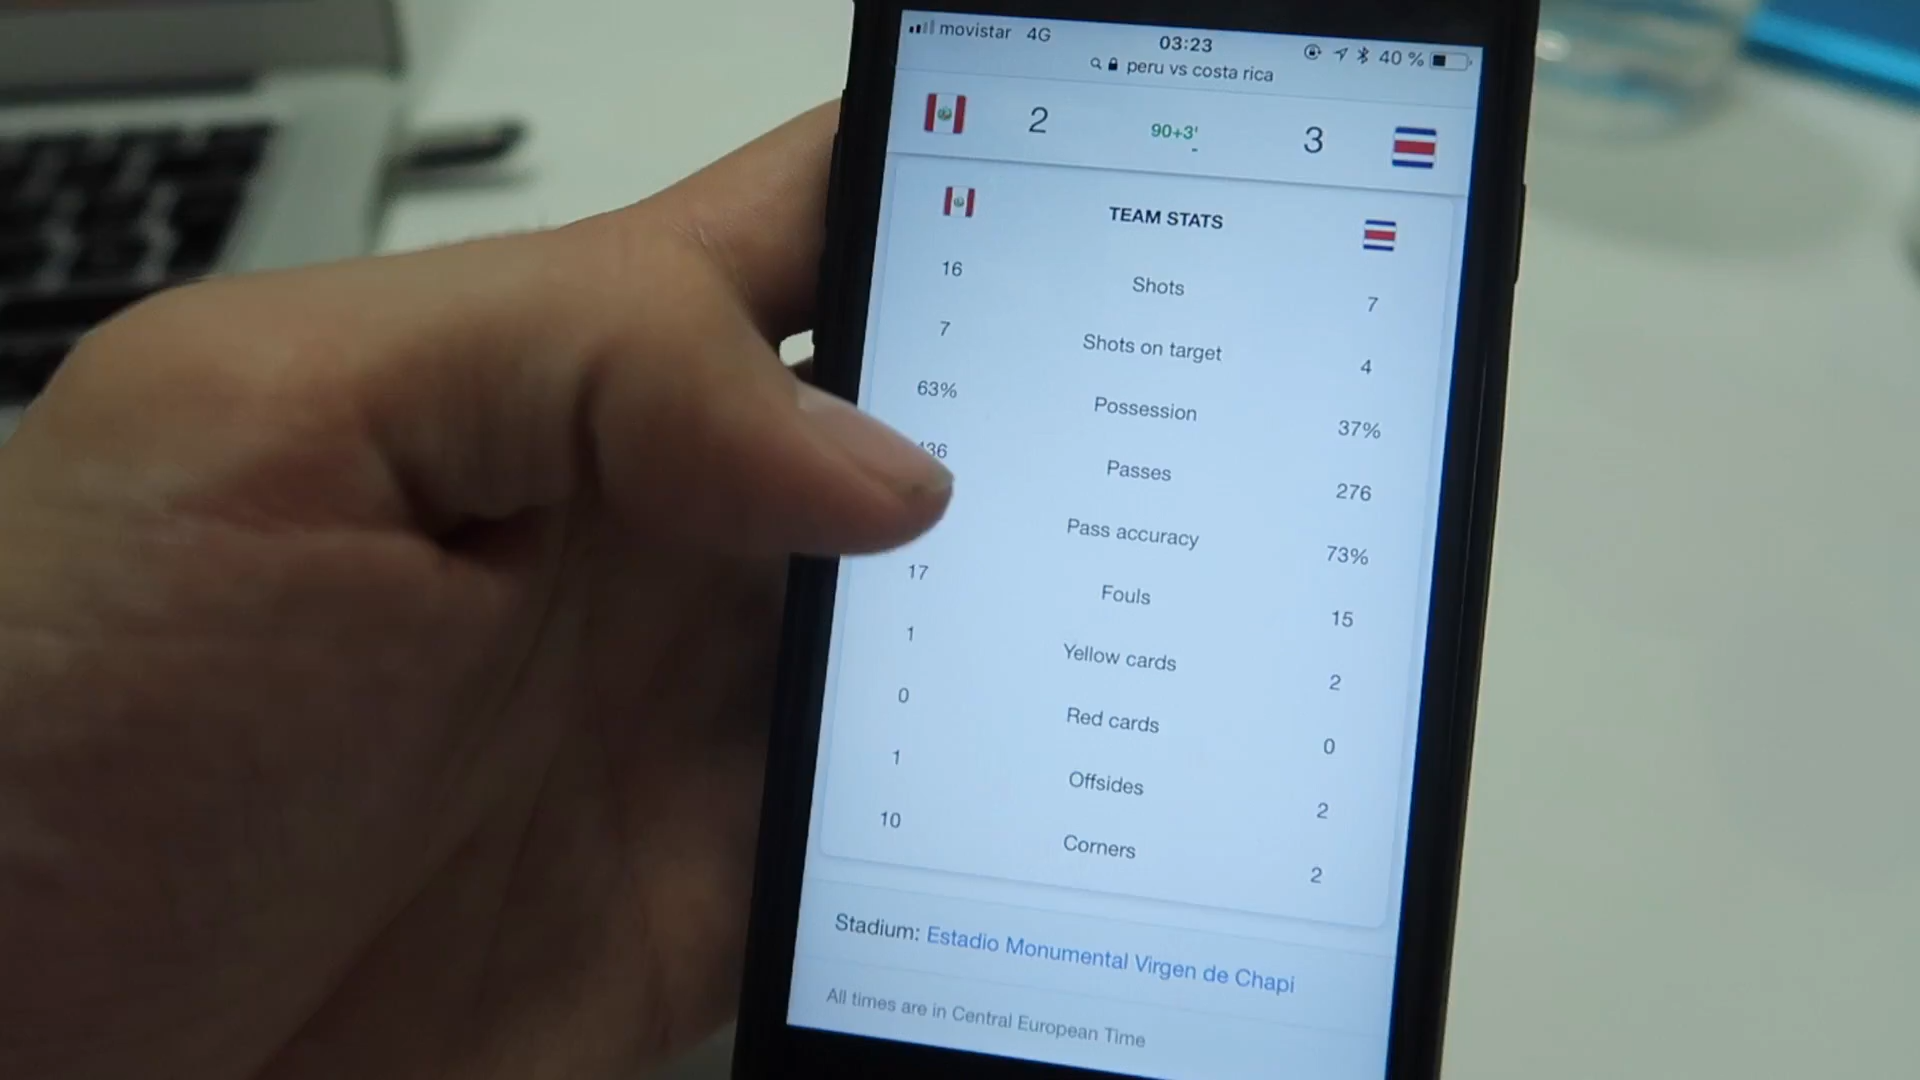 movistar 4G 03:23 40 %
peru vs costa rica
2 90+3' 3
TEAM STATS
16 Shots 7
7 Shots on target 4
63% Possession 37%
Passes 276
Pass accuracy 73%
17 Fouls 15
1 Yellow cards 2
0 Red cards 0
1 Offsides 2
10 Corners 2
Stadium: Estadio Monumental Virgen de Chapi
All times are in Central European Time